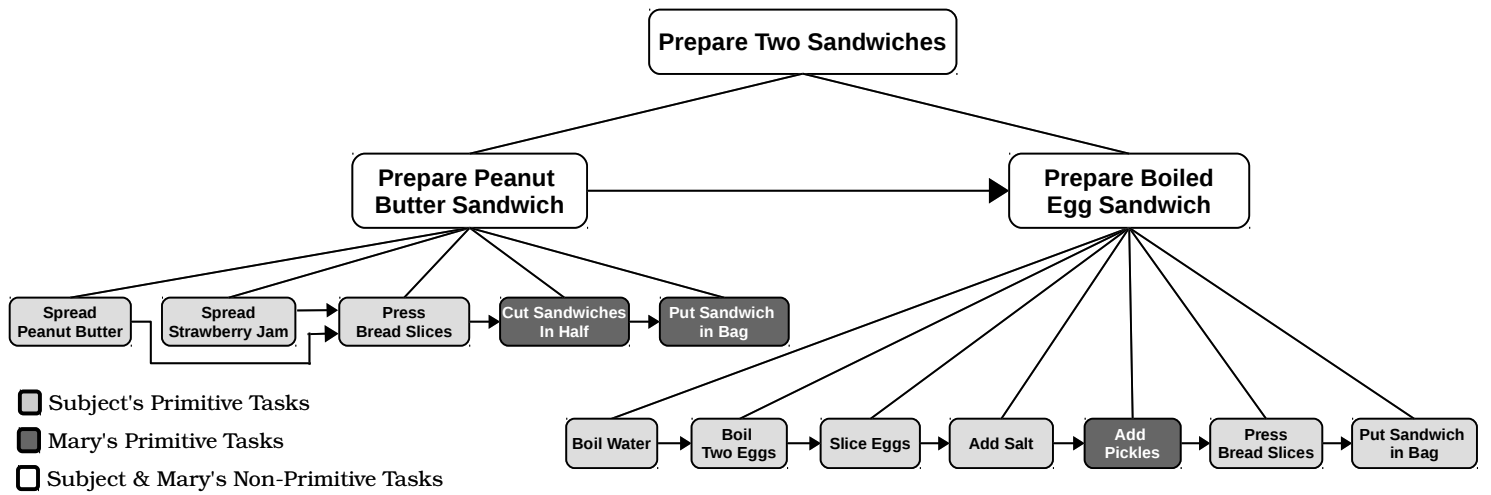 Prepare Two Sandwiches
Prepare Peanut
Butter Sandwich
Prepare Boiled
Egg Sandwich
Spread
Peanut Butter
Spread
Strawberry Jam
Press
Bread Slices
Cut Sandwiches
In Half
Put Sandwich
in Bag
Boil Water
Boil
Two Eggs
Slice Eggs
Add Salt
Add
Pickles
Press
Bread Slices
Put Sandwich
in Bag
Subject's Primitive Tasks
Mary's Primitive Tasks
Subject & Mary's Non-Primitive Tasks